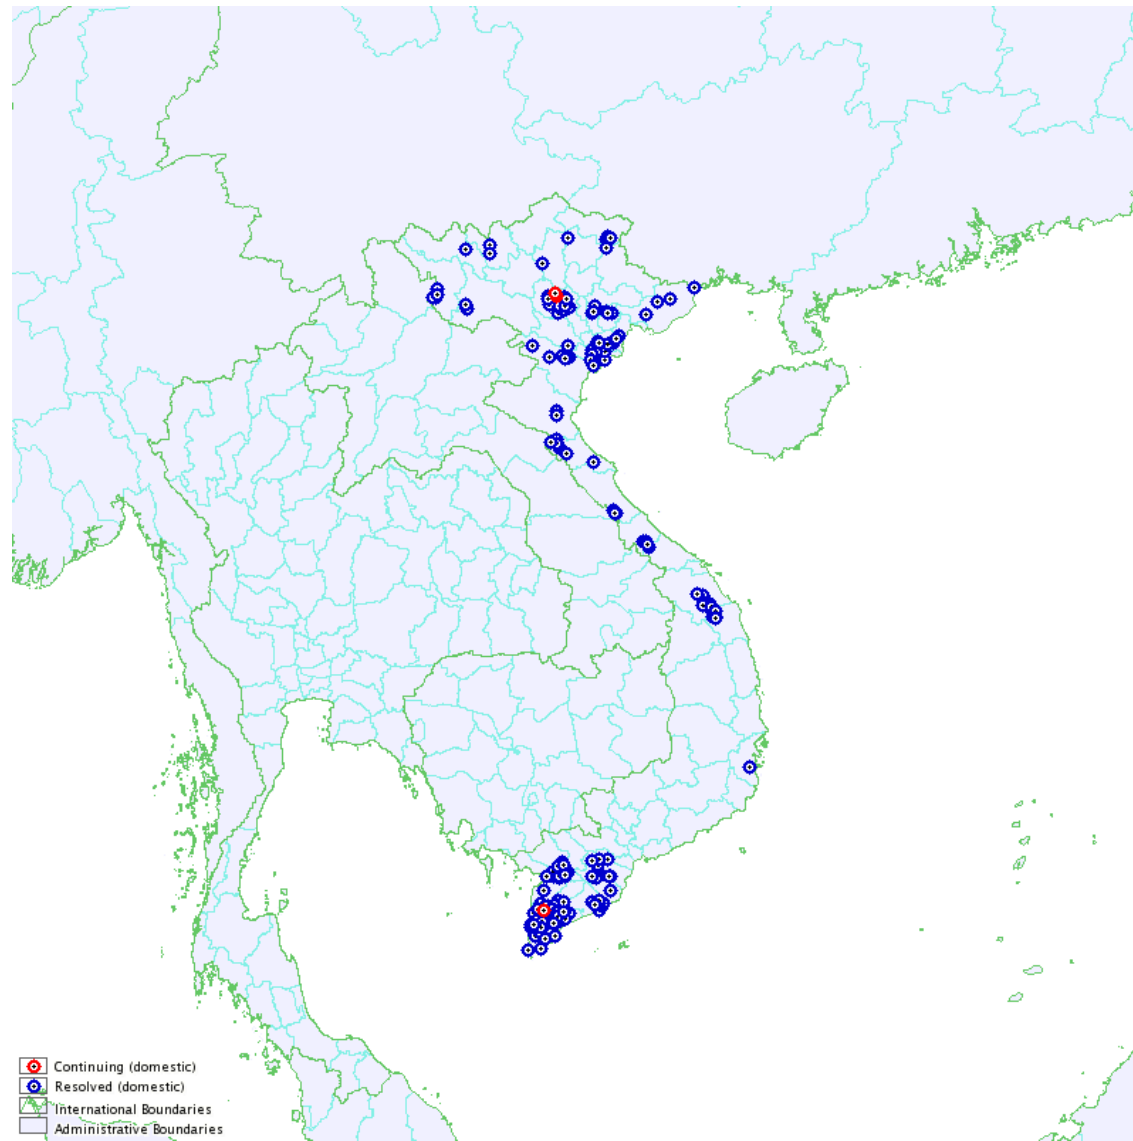 Continuing (domestic)
Resolved (domestic)
International Boundaries
Administrative Boundaries